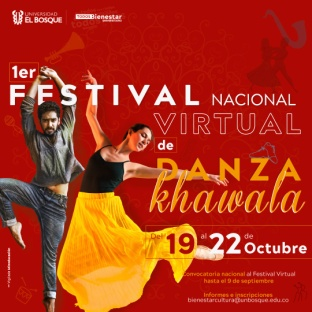 UNIVERSIDAD
EL BOSQUE
Bienestar
1er
FESTIVAL NACIONAL
VIRTUAL
de
DANZA
khawala
Del 19 al 22 de Octubre
Convocatoria nacional al Festival Virtual
hasta el 9 de septiembre
Informes e inscripciones
bienestarcultura@unbosque.edu.co